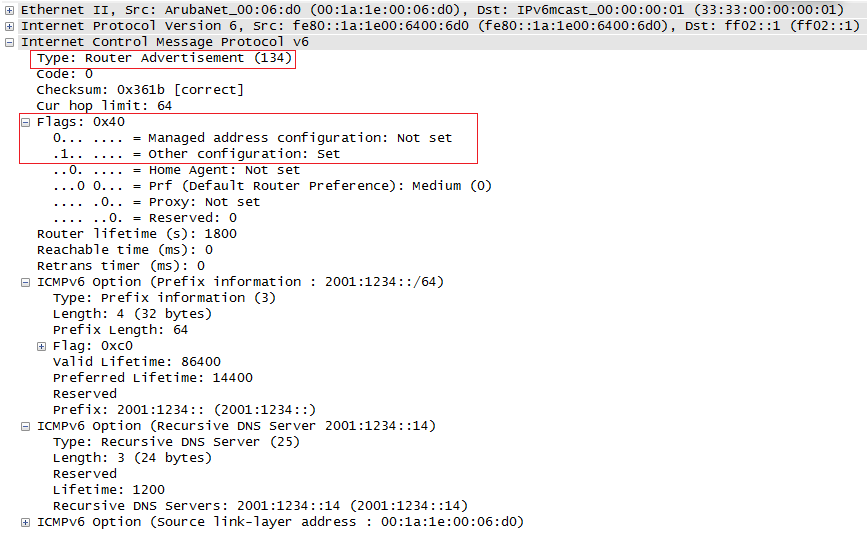 Ethernet II, Src: ArubaNet_00:06:d0 (00:1a:1e:00:06:d0), Dst: IPv6mcast_00:00:00:01 (33:33:00:00:00:01)
Internet Protocol Version 6, Src: fe80::1a:1e00:6400:6d0 (fe80::1a:1e00:6400:6d0), Dst: ff02::1 (ff02::1)
Internet Control Message Protocol v6
Type: Router Advertisement (134)
Code: 0
Checksum: 0x361b [correct]
Cur hop limit: 64
Flags: 0x40
0... .... = Managed address configuration: Not set
.1.. .... = Other configuration: Set
..0. .... = Home Agent: Not set
...0 0... = Prf (Default Router Preference): Medium (0)
.... .0.. = Proxy: Not set
.... ..0. = Reserved: 0
Router lifetime (s): 1800
Reachable time (ms): 0
Retrans timer (ms): 0
ICMPv6 Option (Prefix information : 2001:1234::/64)
Type: Prefix information (3)
Length: 4 (32 bytes)
Prefix Length: 64
Flag: 0xc0
Valid Lifetime: 86400
Preferred Lifetime: 14400
Reserved
Prefix: 2001:1234:: (2001:1234::)
ICMPv6 Option (Recursive DNS Server 2001:1234::14)
Type: Recursive DNS Server (25)
Length: 3 (24 bytes)
Reserved
Lifetime: 1200
Recursive DNS Servers: 2001:1234::14 (2001:1234::14)
ICMPv6 Option (Source link-layer address : 00:1a:1e:00:06:d0)